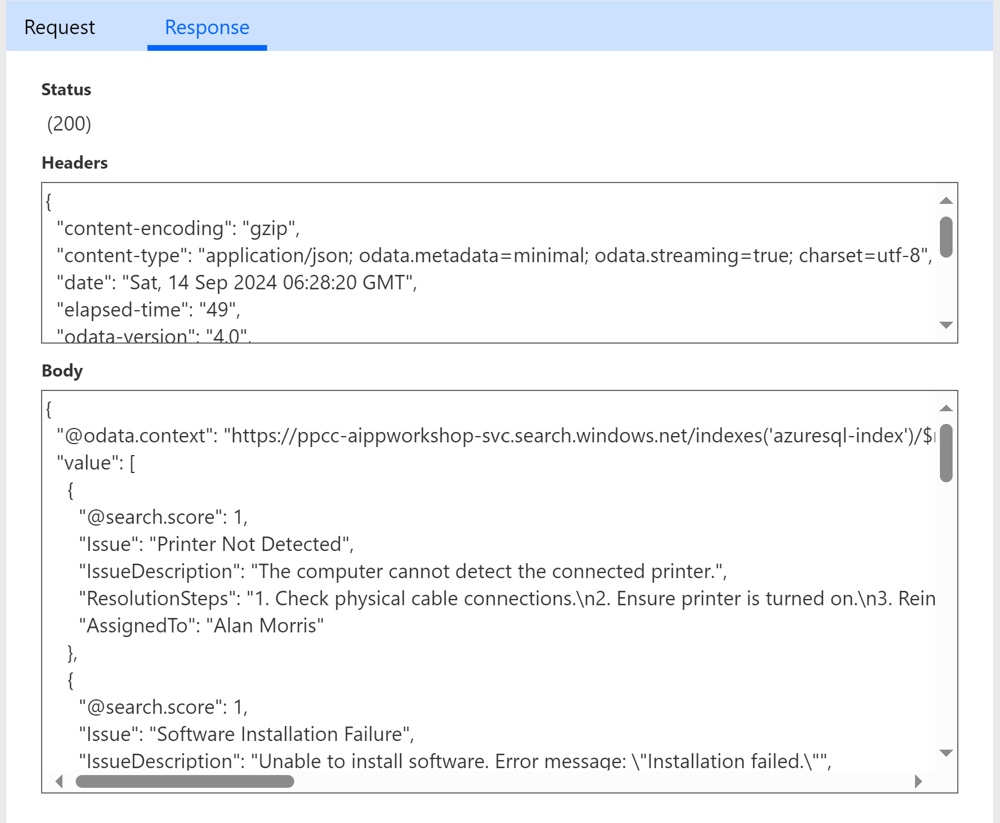 Request Response
Status
(200)
Headers
{
"content-encoding": "gzip",
"content-type": "application/json; odata.metadata=minimal; odata.streaming=true; charset=utf-8",
"date": "Sat, 14 Sep 2024 06:28:20 GMT",
"elapsed-time": "49",
"odata-version": "4.0",
Body
{
"@odata.context": "https://ppcc-aippworkshop-svc.search.windows.net/indexes('azuresql-index')/$
"value": [
{
"@search.score": 1,
"Issue": "Printer Not Detected",
"IssueDescription": "The computer cannot detect the connected printer.",
"ResolutionSteps": "1. Check physical cable connections.\n2. Ensure printer is turned on.\n3. Rein
"AssignedTo": "Alan Morris"
},
{
"@search.score": 1,
"Issue": "Software Installation Failure",
"IssueDescription": "Unable to install software. Error message: \"Installation failed.\"",